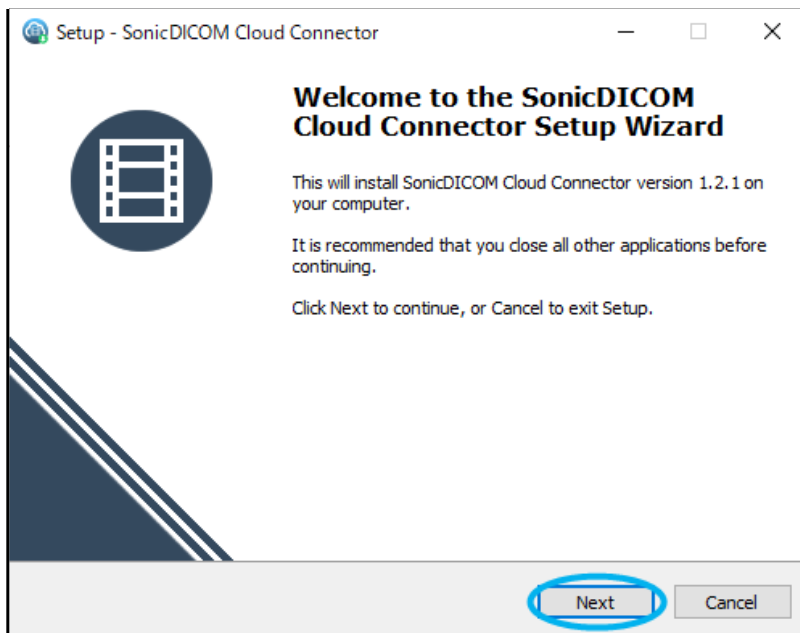 Setup - SonicDICOM Cloud Connector
Welcome to the SonicDICOM
Cloud Connector Setup Wizard
This will install SonicDICOM Cloud Connector version 1.2.1 on
your computer.
It is recommended that you close all other applications before
continuing.
Click Next to continue, or Cancel to exit Setup.
Next
Cancel